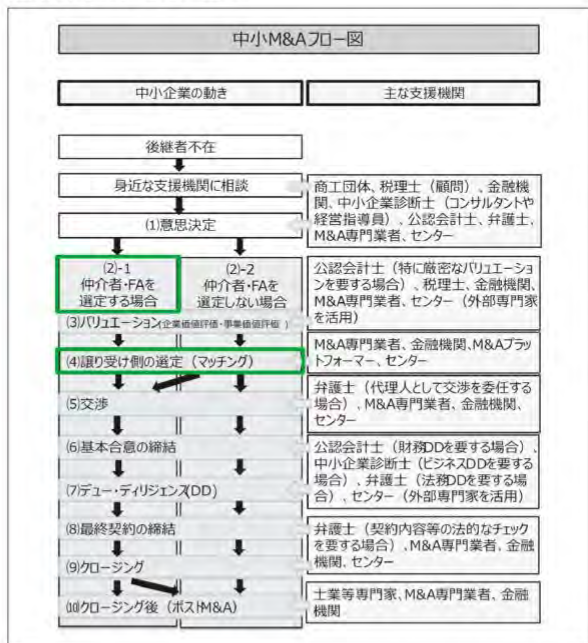 中小M&Aフロー図
中小企業の動き
主な支援機関
後継者不在
身近な支援機関に相談
(1)意思決定
商工団体、税理士（顧問）、金融機
関、中小企業診断士（コンサルタントや
経営指導員）、公認会計士、弁護士、
M&A専門業者、センター
(2)-1
仲介者・FAを
選定する場合
(2)-2
仲介者・FAを
選定しない場合
公認会計士（特に厳密なバリュエーショ
ンを要する場合）、税理士、金融機関、
M&A専門業者、センター（外部専門家
を活用）
(3)バリュエーション(企業価値評価・事業価値評価 )
(4)譲り受け側の選定（マッチング）
M&A専門業者、金融機関、M&Aプラッ
トフォーマー、センター
(5)交渉
弁護士（代理人として交渉を委任する
場合）、M&A専門業者、金融機関、
センター
(6)基本合意の締結
(7)デュー・ディリジェンス(DD)
公認会計士（財務DDを要する場合）、
中小企業診断士（ビジネスDDを要する
場合）、弁護士（法務DDを要する場
合）、センター（外部専門家を活用）
(8)最終契約の締結
(9)クロージング
弁護士（契約内容等の法的なチェック
を要する場合）、M&A専門業者、金融
機関、センター
(10)クロージング後（ポストM&A）
士業等専門家、M&A専門業者、金融
機関